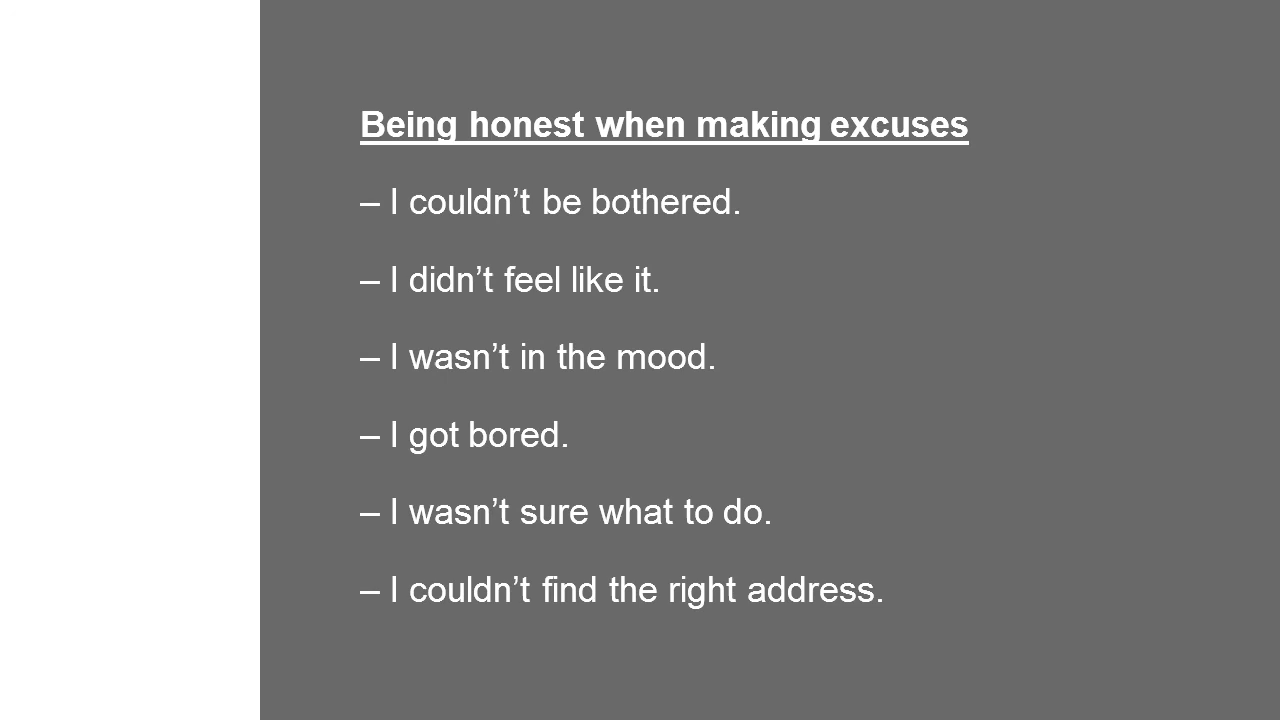 Being honest when making excuses
– I couldn’t be bothered.
– I didn’t feel like it.
– I wasn’t in the mood.
– I got bored.
– I wasn’t sure what to do.
– I couldn’t find the right address.